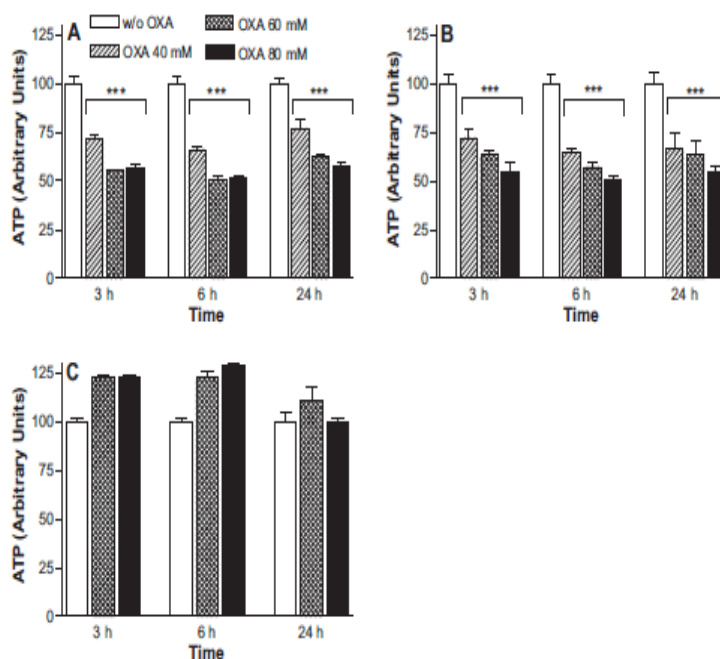 A
w/o OXA
OXA 60 mM
OXA 40 mM
OXA 80 mM
ATP (Arbitrary Units)
125
100
75
50
25
0
***
***
***
3 h
6 h
24 h
Time
B
ATP (Arbitrary Units)
125
100
75
50
25
0
***
***
***
3 h
6 h
24 h
Time
C
ATP (Arbitrary Units)
125
100
75
50
25
0
3 h
6 h
24 h
Time